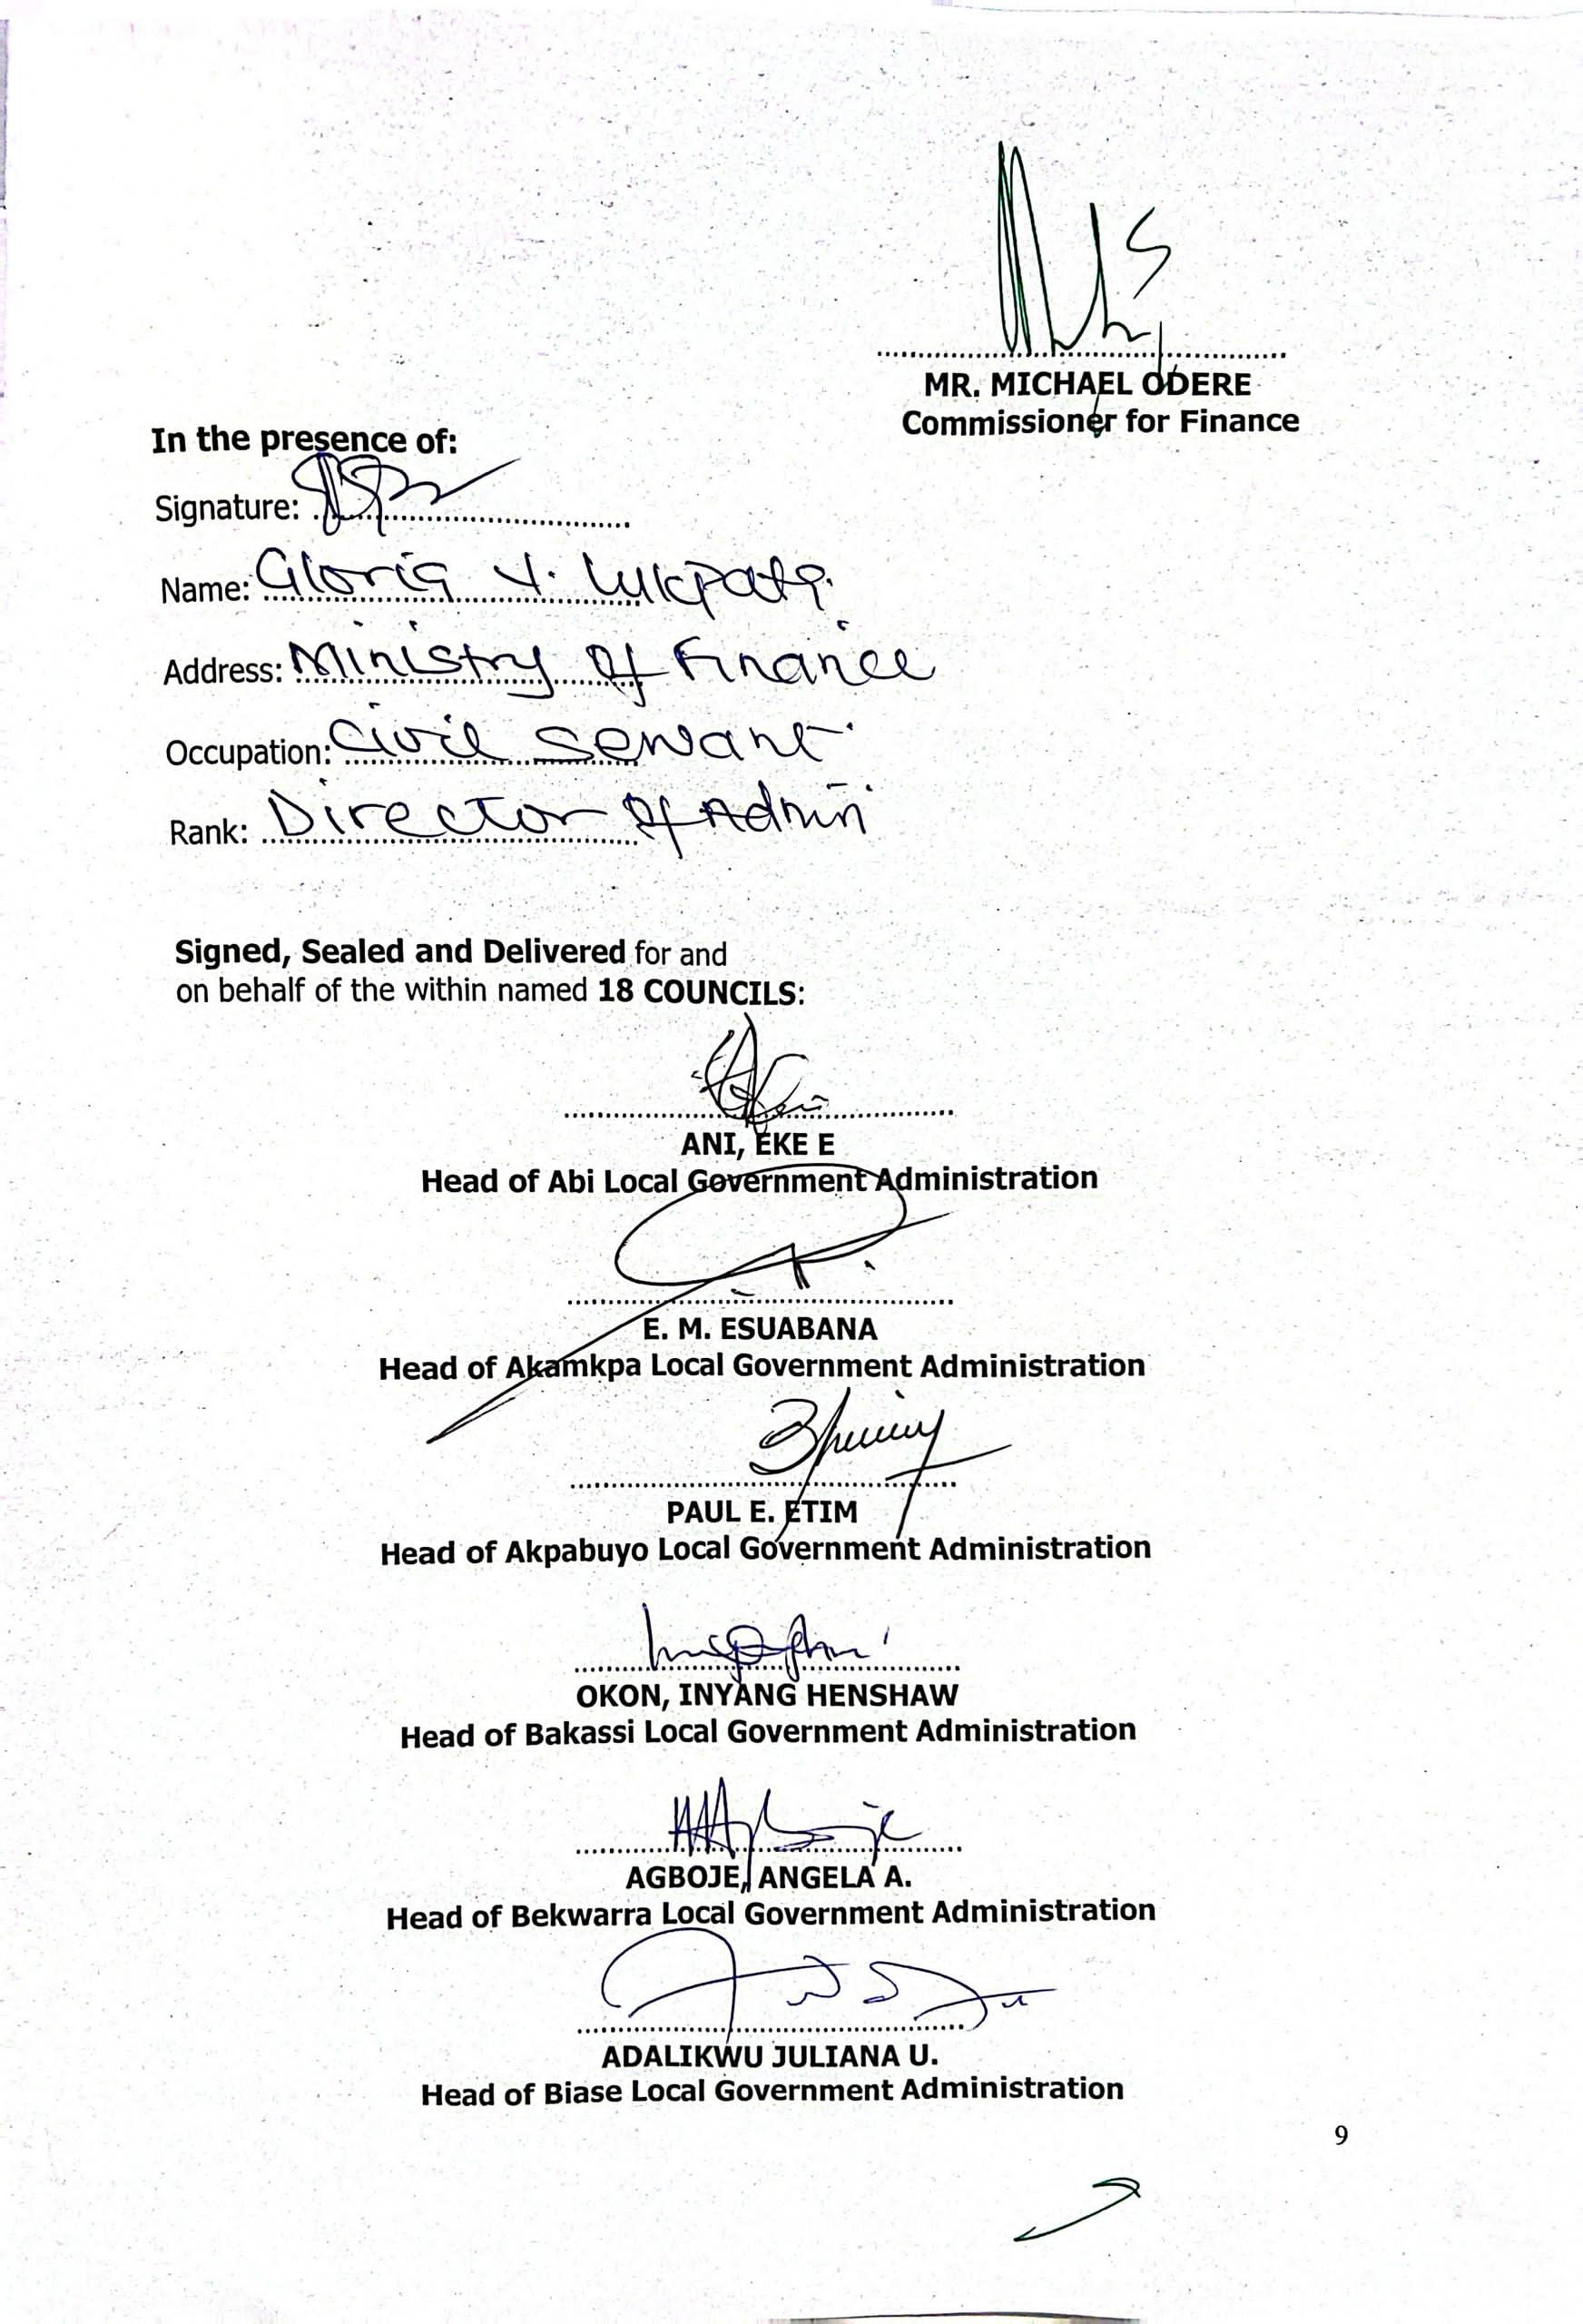 MR. MICHAEL ODERE
Commissioner for Finance
In the presence of:
Signature:
Name: Gloria
Address: Ministry of Finance
Occupation: Civil Servant
Rank: Director of Admin
Signed, Sealed and Delivered for and
on behalf of the within named 18 COUNCILS:
ANI, EKE E
Head of Abi Local Government Administration
E. M. ESUABANA
Head of Akamkpa Local Government Administration
PAUL E. ETIM
Head of Akpabuyo Local Government Administration
OKON, INYANG HENSHAW
Head of Bakassi Local Government Administration
AGBOJE, ANGELA A.
Head of Bekwarra Local Government Administration
ADALIKWU JULIANA U.
Head of Biase Local Government Administration
9